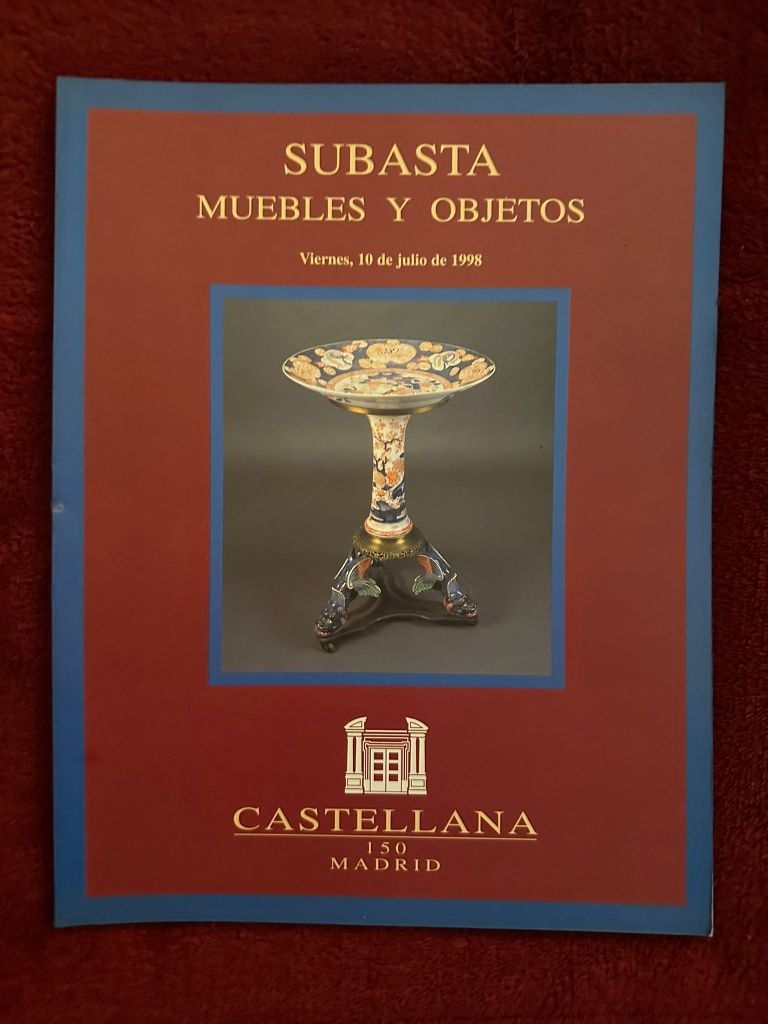 SUBASTA
MUEBLES Y OBJETOS
Viernes, 10 de julio de 1998
CASTELLANA
150
MADRID